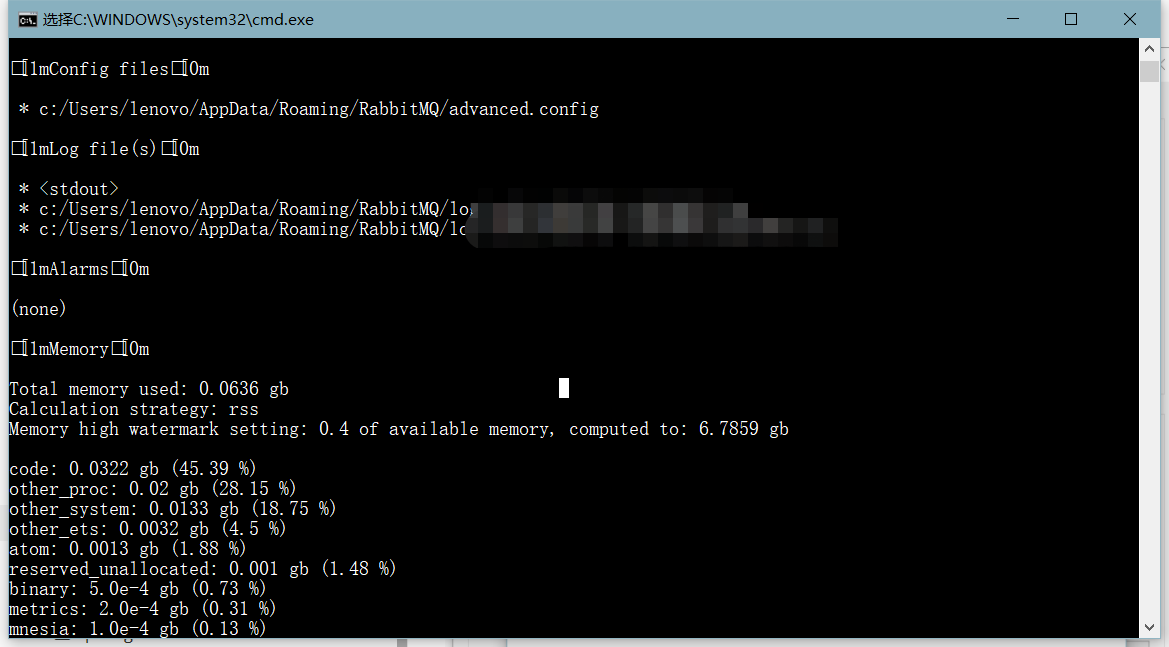 选择C:\WINDOWS\system32\cmd.exe
[1mConfig files[0m
* c:/Users/lenovo/AppData/Roaming/RabbitMQ/advanced.config
[1mLog file(s)[0m
* <stdout>
* c:/Users/lenovo/AppData/Roaming/RabbitMQ/lo
* c:/Users/lenovo/AppData/Roaming/RabbitMQ/lo
[1mAlarms[0m
(none)
[1mMemory[0m
Total memory used: 0.0636 gb
Calculation strategy: rss
Memory high watermark setting: 0.4 of available memory, computed to: 6.7859 gb
code: 0.0322 gb (45.39 %)
other_proc: 0.02 gb (28.15 %)
other_system: 0.0133 gb (18.75 %)
other_ets: 0.0032 gb (4.5 %)
atom: 0.0013 gb (1.88 %)
reserved_unallocated: 0.001 gb (1.48 %)
binary: 5.0e-4 gb (0.73 %)
metrics: 2.0e-4 gb (0.31 %)
mnesia: 1.0e-4 gb (0.13 %)